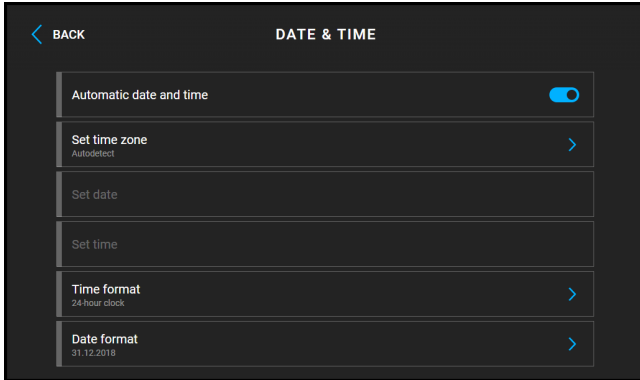 BACK
DATE & TIME
Automatic date and time
Set time zone
Autodetect
Set date
Set time
Time format
24-hour clock
Date format
31.12.2018